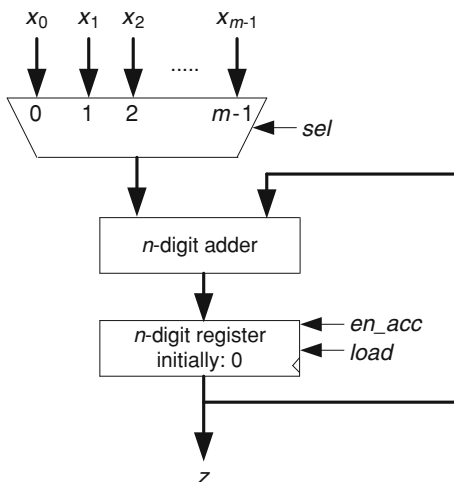 x0 x1 x2 ..... xm-1
0 1 2 m-1
sel
n-digit adder
n-digit register
initially: 0
en_acc
load
z